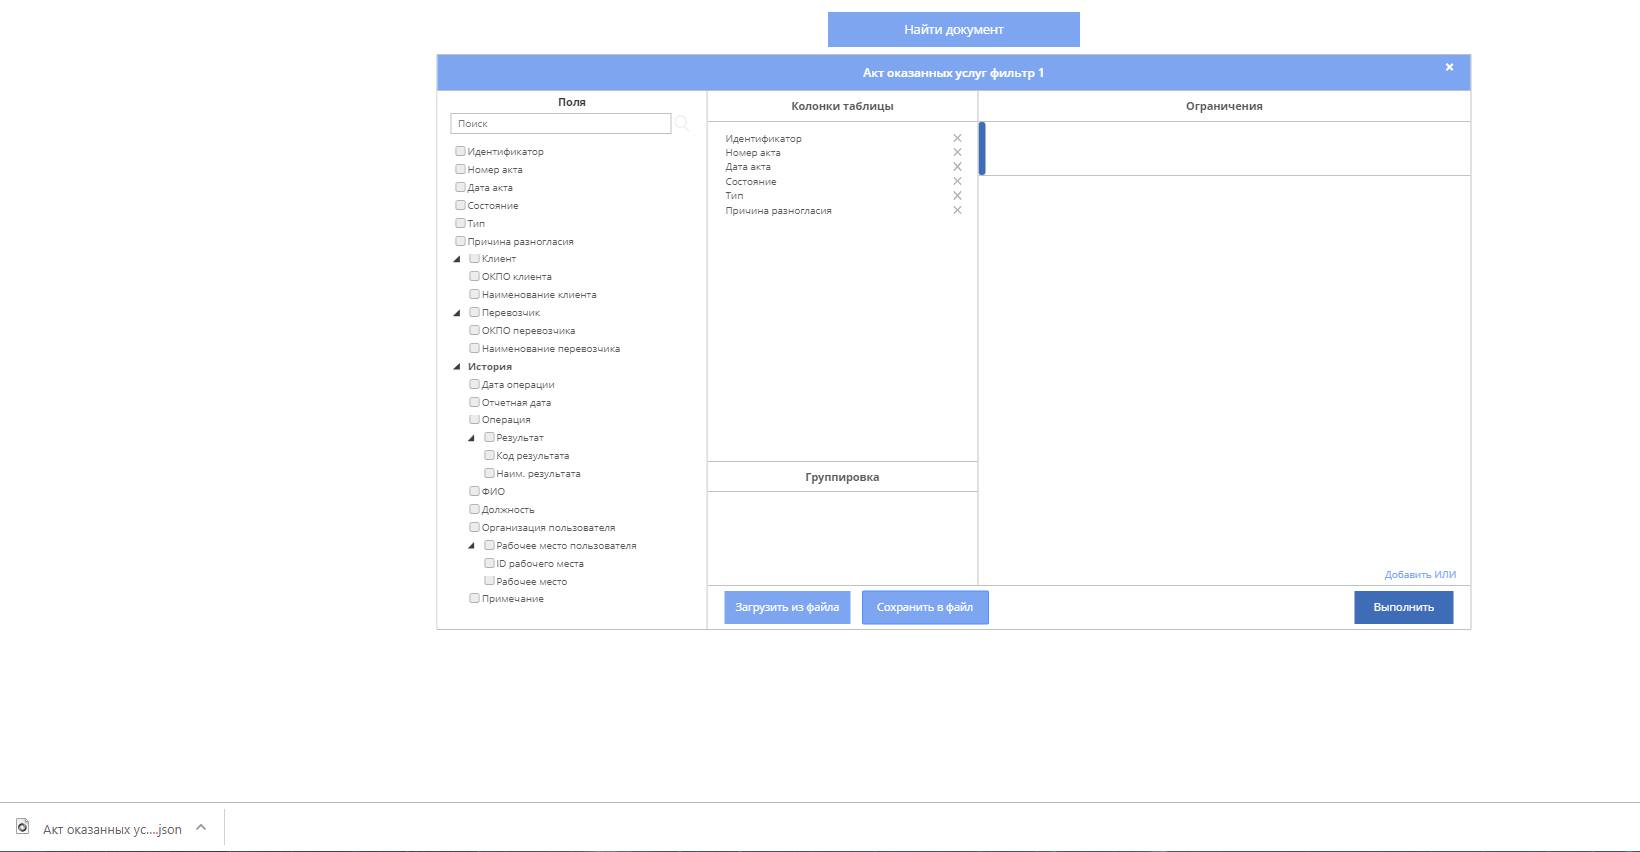 Найти документ
Акт оказанных услуг фильтр 1
Поля
Поиск
Идентификатор
Номер акта
Дата акта
Состояние
Тип
Причина разногласия
Клиент
ОКПО клиента
Наименование клиента
Перевозчик
ОКПО перевозчика
Наименование перевозчика
История
Дата операции
Отчетная дата
Операция
Результат
Код результата
Наим. результата
ФИО
Должность
Организация пользователя
Рабочее место пользователя
ID рабочего места
Рабочее место
Примечание
Колонки таблицы
Идентификатор
Номер акта
Дата акта
Состояние
Тип
Причина разногласия
Группировка
Ограничения
Добавить ИЛИ
Загрузить из файла
Сохранить в файл
Выполнить
Акт оказанных ус....json